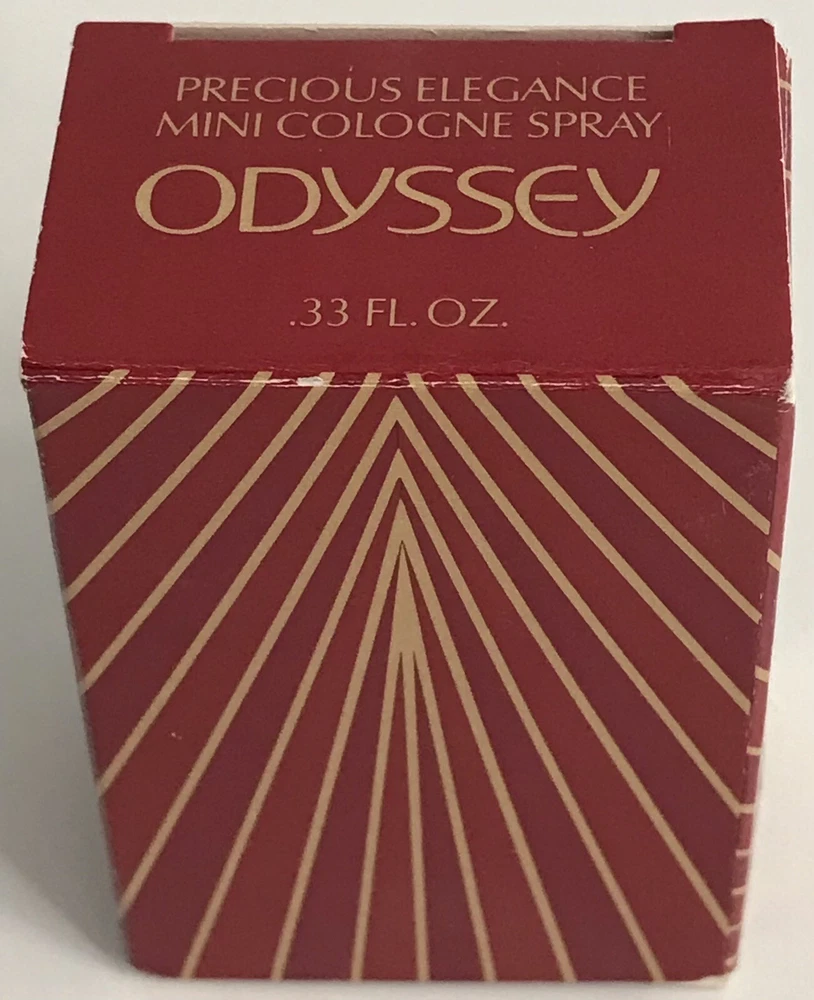 PRECIOUS ELEGANCE
MINI COLOGNE SPRAY
ODYSSEY
.33 FL. OZ.